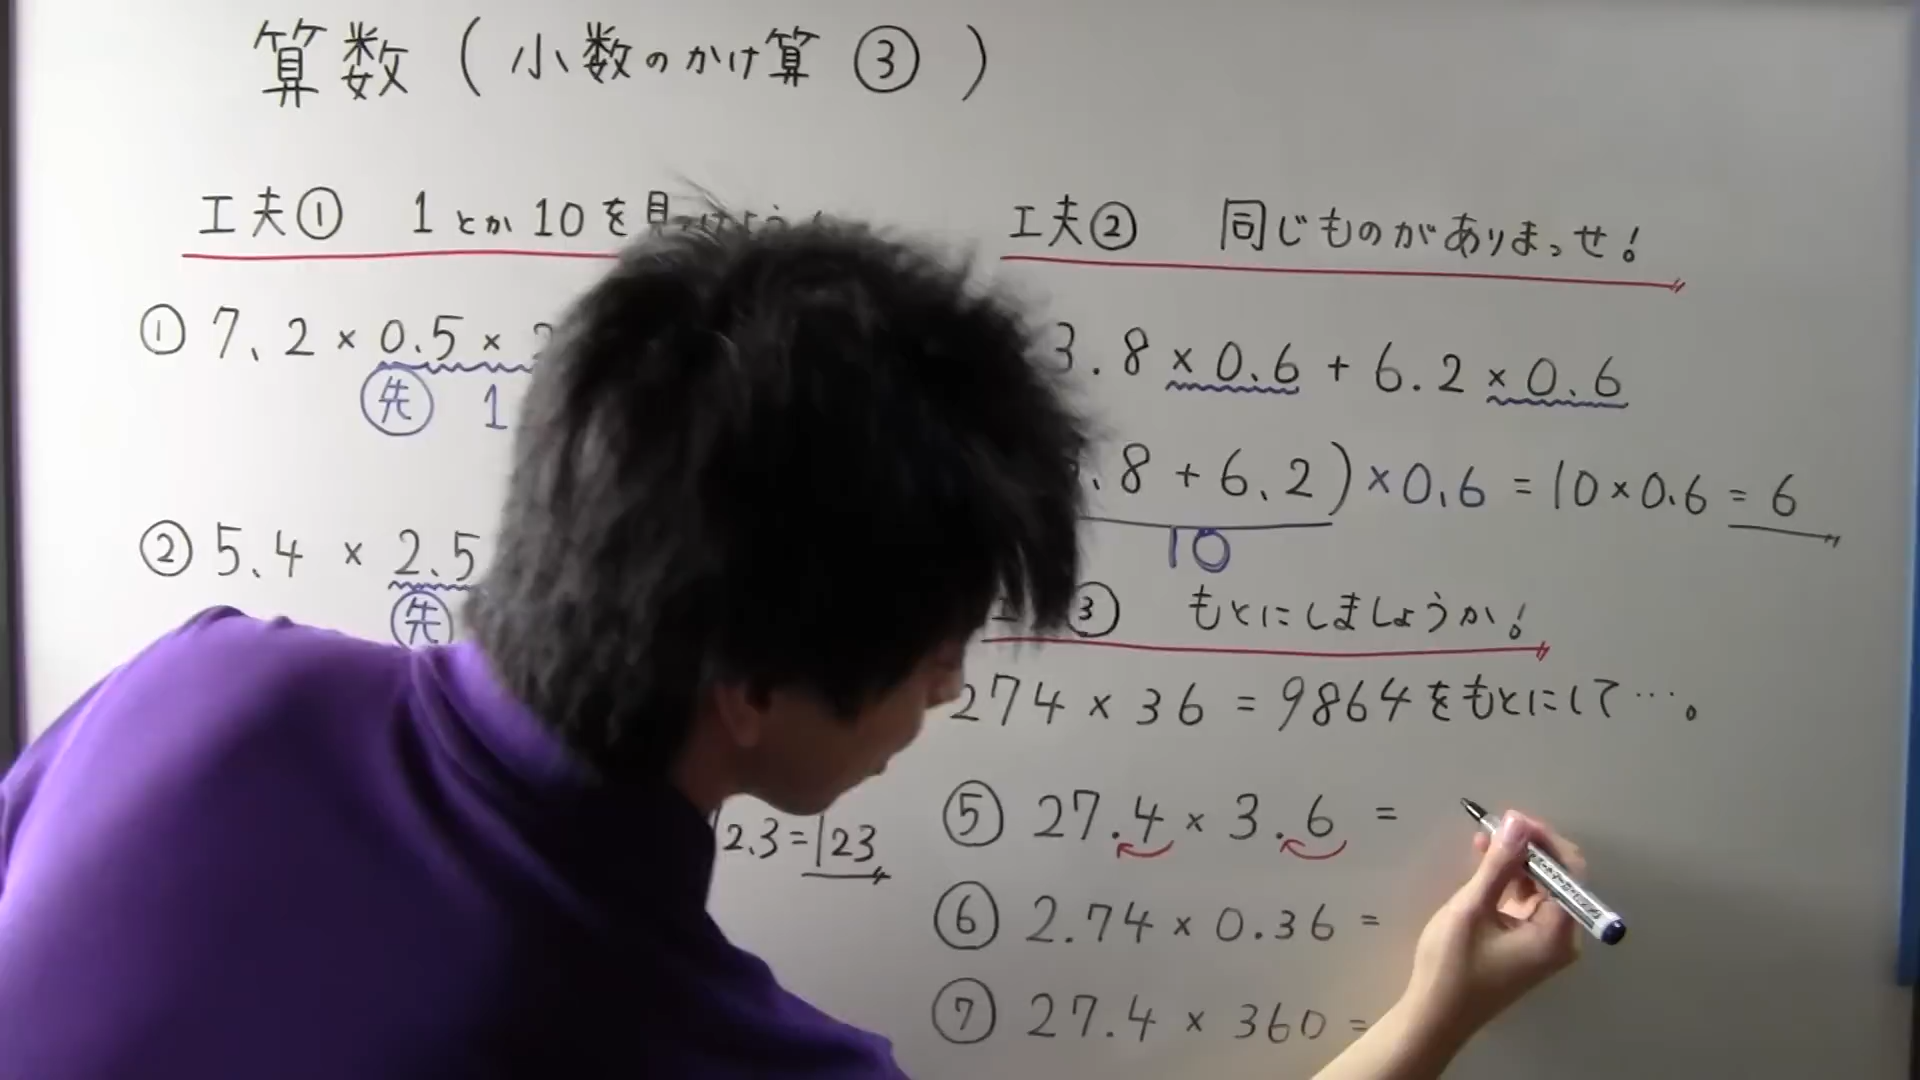 算数(小数のかけ算③)
工夫① 1とか10を見つけよう
① 7.2 × 0.5 ×
先 1
② 5.4 × 2.5
先
2.3=123
工夫② 同じものがありまっせ!
3.8 × 0.6 + 6.2 × 0.6
.8 + 6.2) × 0.6 = 10 × 0.6 = 6
10
③ もとにしましょうか!
274 × 36 = 9864をもとにして…。
⑤ 27.4 × 3.6 =
⑥ 2.74 × 0.36 =
⑦ 27.4 × 360 =